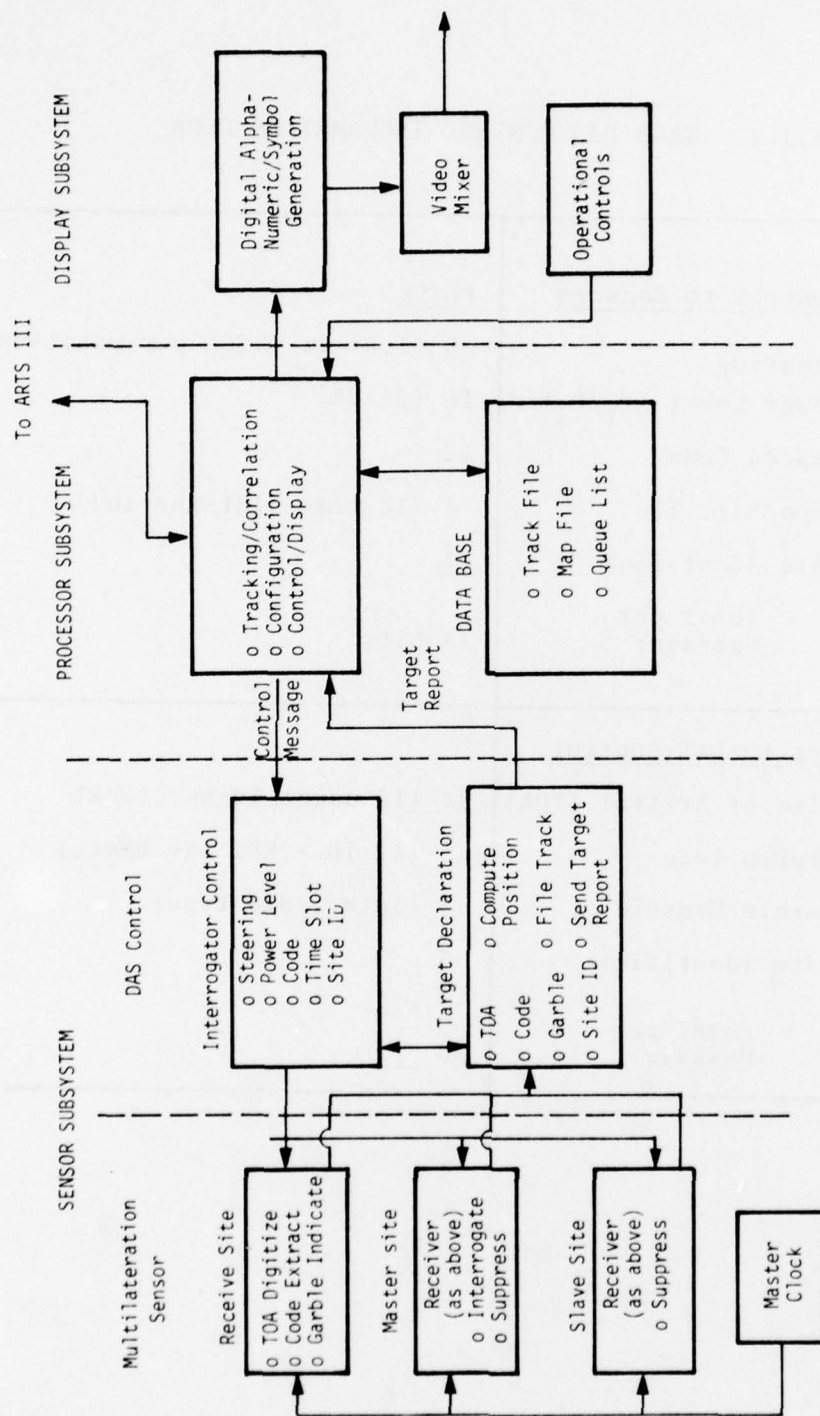 SENSOR SUBSYSTEM
PROCESSOR SUBSYSTEM
DISPLAY SUBSYSTEM
To ARTS III
Multilateration
Sensor
DAS Control
Receive Site
o TOA Digitize
o Code Extract
o Garble Indicate
Master site
Receiver
(as above)
o Interrogate
o Suppress
Slave Site
Receiver
(as above)
o Suppress
Master
Clock
Interrogator Control
o Steering
o Power Level
o Code
o Time Slot
o Site ID
Target Declaration
o TOA o Compute
Position
o Code
o File Track
o Garble
o Send Target
Report
o Site ID
Control
Message
Target
Report
o Tracking/Correlation
o Configuration
o Control/Display
DATA BASE
o Track File
o Map File
o Queue List
Digital Alpha-
Numeric/Symbol
Generation
Video
Mixer
Operational
Controls